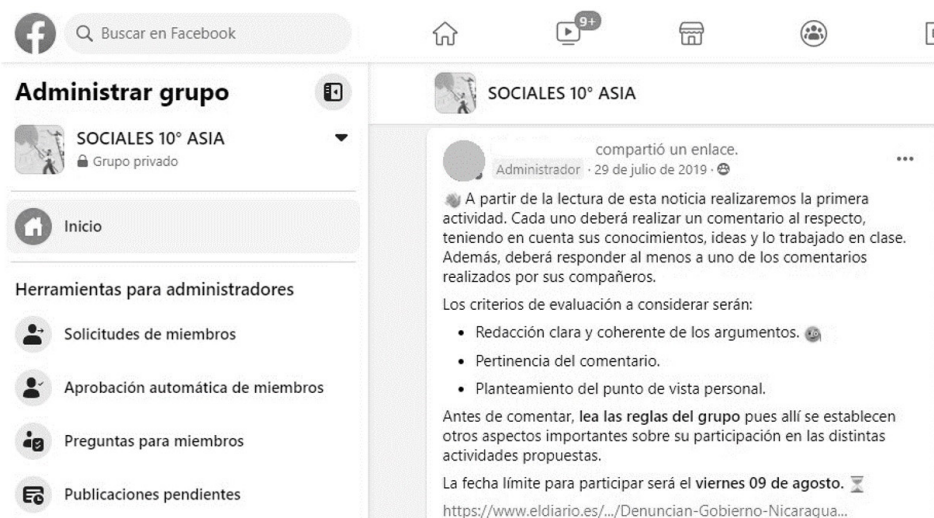 Buscar en Facebook
9+
Administrar grupo
SOCIALES 10° ASIA
Grupo privado
Inicio
Herramientas para administradores
Solicitudes de miembros
Aprobación automática de miembros
Preguntas para miembros
Publicaciones pendientes
SOCIALES 10° ASIA
compartió un enlace.
Administrador · 29 de julio de 2019 ·
A partir de la lectura de esta noticia realizaremos la primera
actividad. Cada uno deberá realizar un comentario al respecto,
teniendo en cuenta sus conocimientos, ideas y lo trabajado en clase.
Además, deberá responder al menos a uno de los comentarios
realizados por sus compañeros.
Los criterios de evaluación a considerar serán:
• Redacción clara y coherente de los argumentos.
• Pertinencia del comentario.
• Planteamiento del punto de vista personal.
Antes de comentar, lea las reglas del grupo pues allí se establecen
otros aspectos importantes sobre su participación en las distintas
actividades propuestas.
La fecha límite para participar será el viernes 09 de agosto.
https://www.eldiario.es/.../Denuncian-Gobierno-Nicaragua...